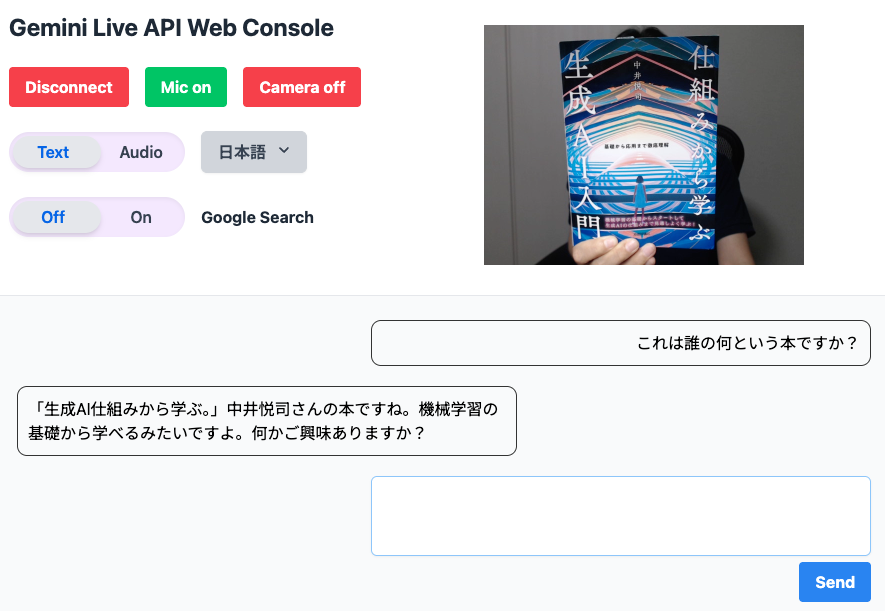 Gemini Live API Web Console
Disconnect
Mic on
Camera off
Text
Audio
日本語
Off
On
Google Search
仕組みから学ぶ
生成AI入門
中井悦司
基礎から応用まで徹底理解
これは誰の何という本ですか？
「生成AI仕組みから学ぶ。」中井悦司さんの本ですね。機械学習の
基礎から学べるみたいですよ。何かご興味ありますか？
Send